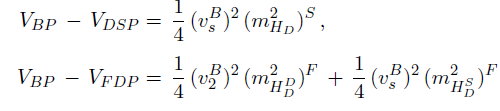 $V_{BP} - V_{DSP} = \frac{1}{4} (v_s^B)^2 (m_{H_D}^2)^S ,$
$V_{BP} - V_{FDP} = \frac{1}{4} (v_2^B)^2 (m_{H_D^D}^2)^F + \frac{1}{4} (v_s^B)^2 (m_{H_D^S}^2)^F$